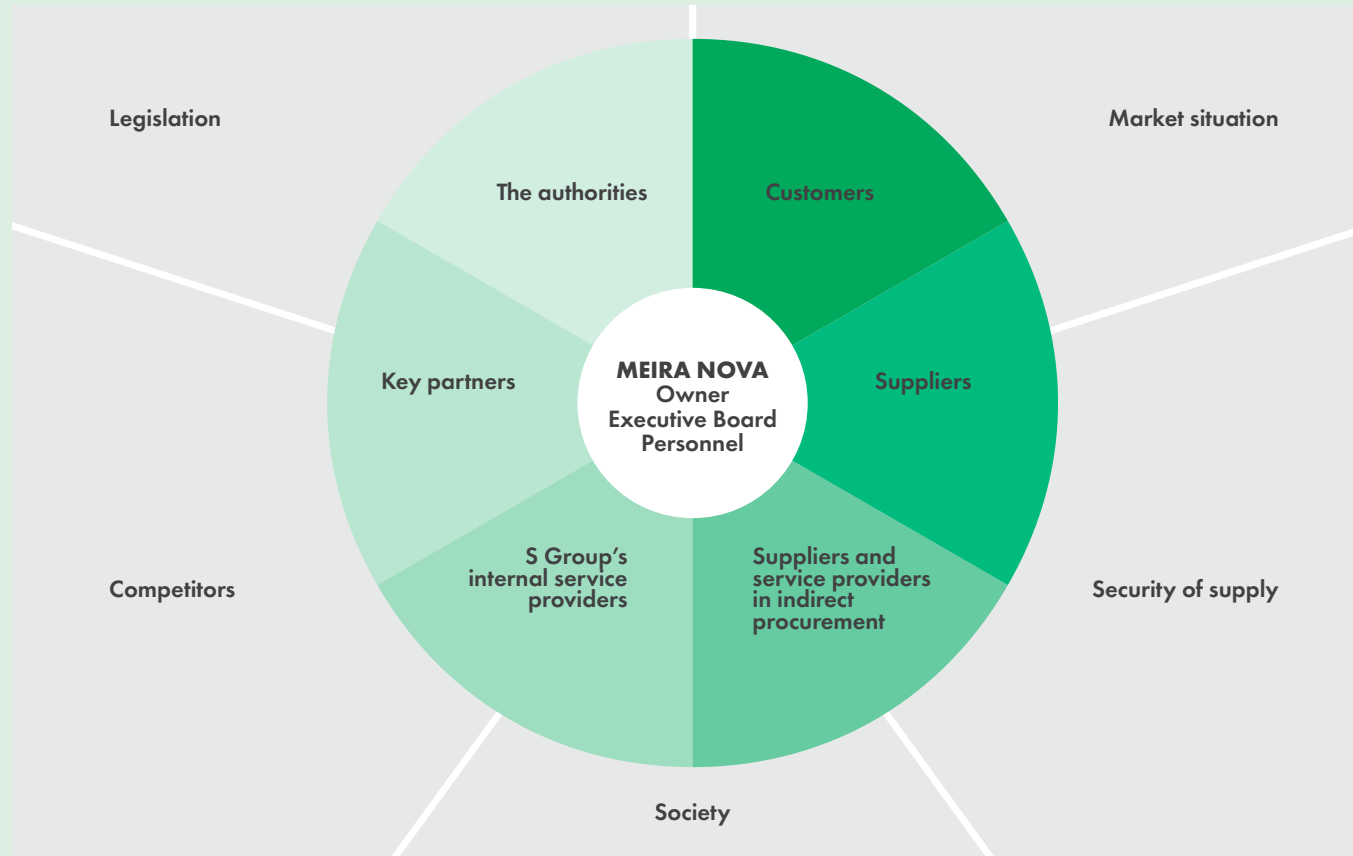 Legislation
Market situation
The authorities
Customers
MEIRA NOVA
Owner
Executive Board
Personnel
Key partners
Suppliers
S Group’s
internal service
providers
Suppliers and
service providers
in indirect
procurement
Competitors
Security of supply
Society